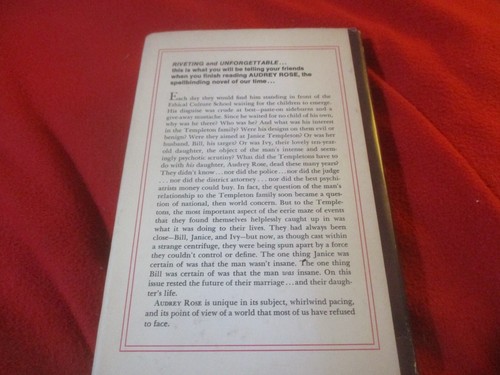 RIVETING and UNFORGETTABLE...
this is what you will be telling your friends
when you finish reading AUDREY ROSE, the
spellbinding novel of our time...
Each day they would find him standing in front of the
Ethical Culture School waiting for the children to emerge.
His disguise was crude at best—paste-on sideburns and a
give-away mustache. Since he waited for no child of his own,
why was he there? Who was he? And what was his interest
in the Templeton family? Were his designs on them evil or
benign? Were they aimed at Janice Templeton? Or was her
husband, Bill, his target? Or was Ivy, their lovely ten-year-
old daughter, the object of the man's intense and seem-
ingly psychotic scrutiny? What did the Templetons have to
do with his daughter, Audrey Rose, dead these many years?
They didn't know... nor did the police... nor did the judge
... nor did the district attorney... nor did the best psychi-
atrists money could buy. In fact, the question of the man's
relationship to the Templeton family soon became a ques-
tion of national, then world concern. But to the Temple-
tons, the most important aspect of the eerie maze of events
that they found themselves helplessly caught up in was
what it was doing to their lives. They had always been
close—Bill, Janice, and Ivy—but now, as though cast within
a strange centrifuge, they were being spun apart by a force
they couldn't control or define. The one thing Janice was
certain of was that the man wasn't insane. The one thing
Bill was certain of was that the man was insane. On this
issue rested the future of their marriage... and their daugh-
ter's life.
AUDREY ROSE is unique in its subject, whirlwind pacing,
and its point of view of a world that most of us have refused
to face.